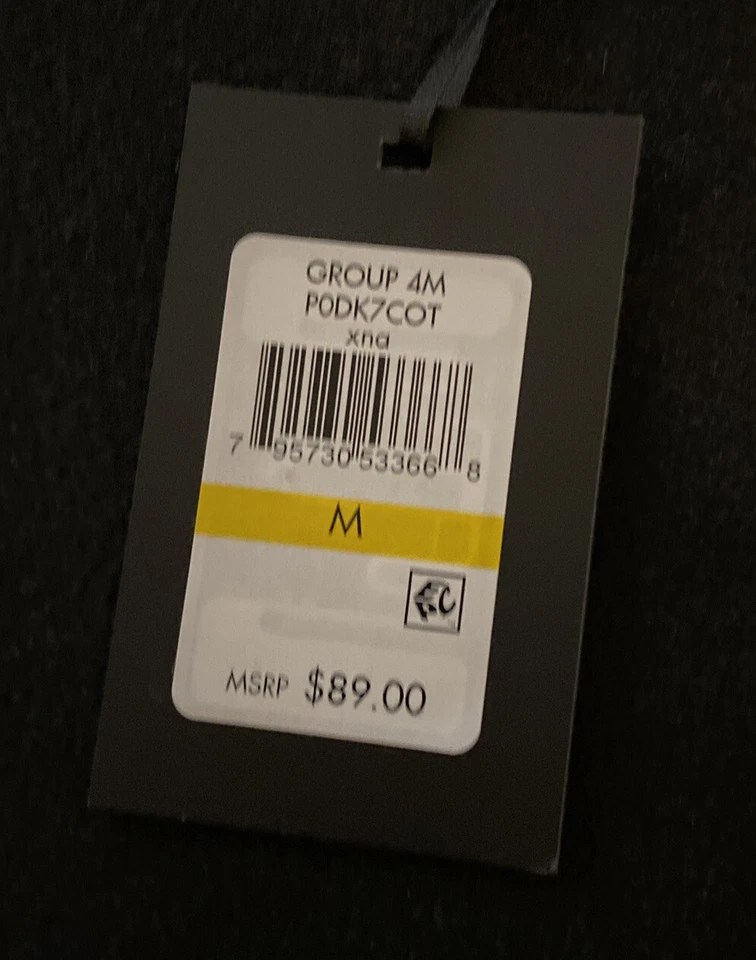 GROUP 4M
P0DK7COT
xna
7 95730 53366 8
M
MSRP $89.00